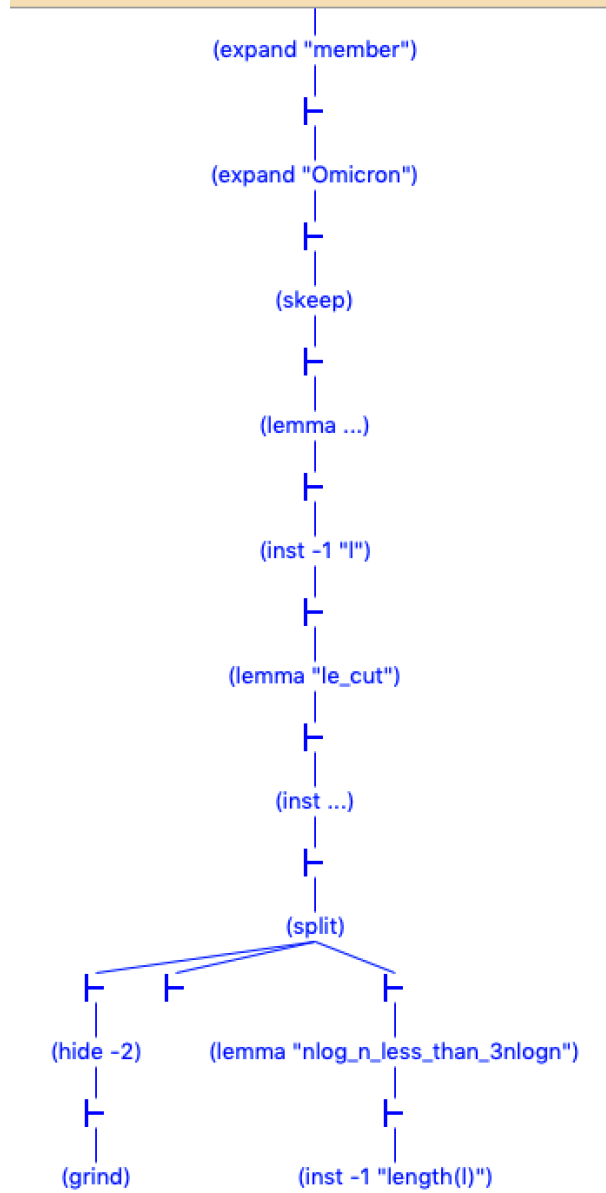 (expand "member")
(expand "Omicron")
(skeep)
(lemma ...)
(inst -1 "l")
(lemma "le_cut")
(inst ...)
(split)
(hide -2) (lemma "nlog_n_less_than_3nlogn")
(grind) (inst -1 "length(l)")